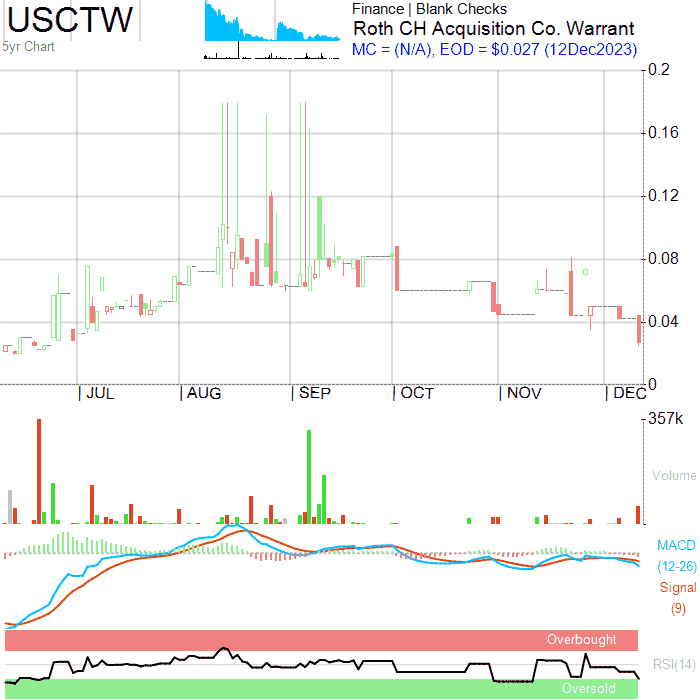 USCTW
5yr Chart
Finance | Blank Checks
Roth CH Acquisition Co. Warrant
MC = (N/A), EOD = $0.027 (12Dec2023)
0.2
0.16
0.12
0.08
0.04
0
| JUL | AUG | SEP | OCT | NOV | DEC
357k
Volume
MACD
(12-26)
Signal
(9)
Overbought
RSI(14)
Oversold